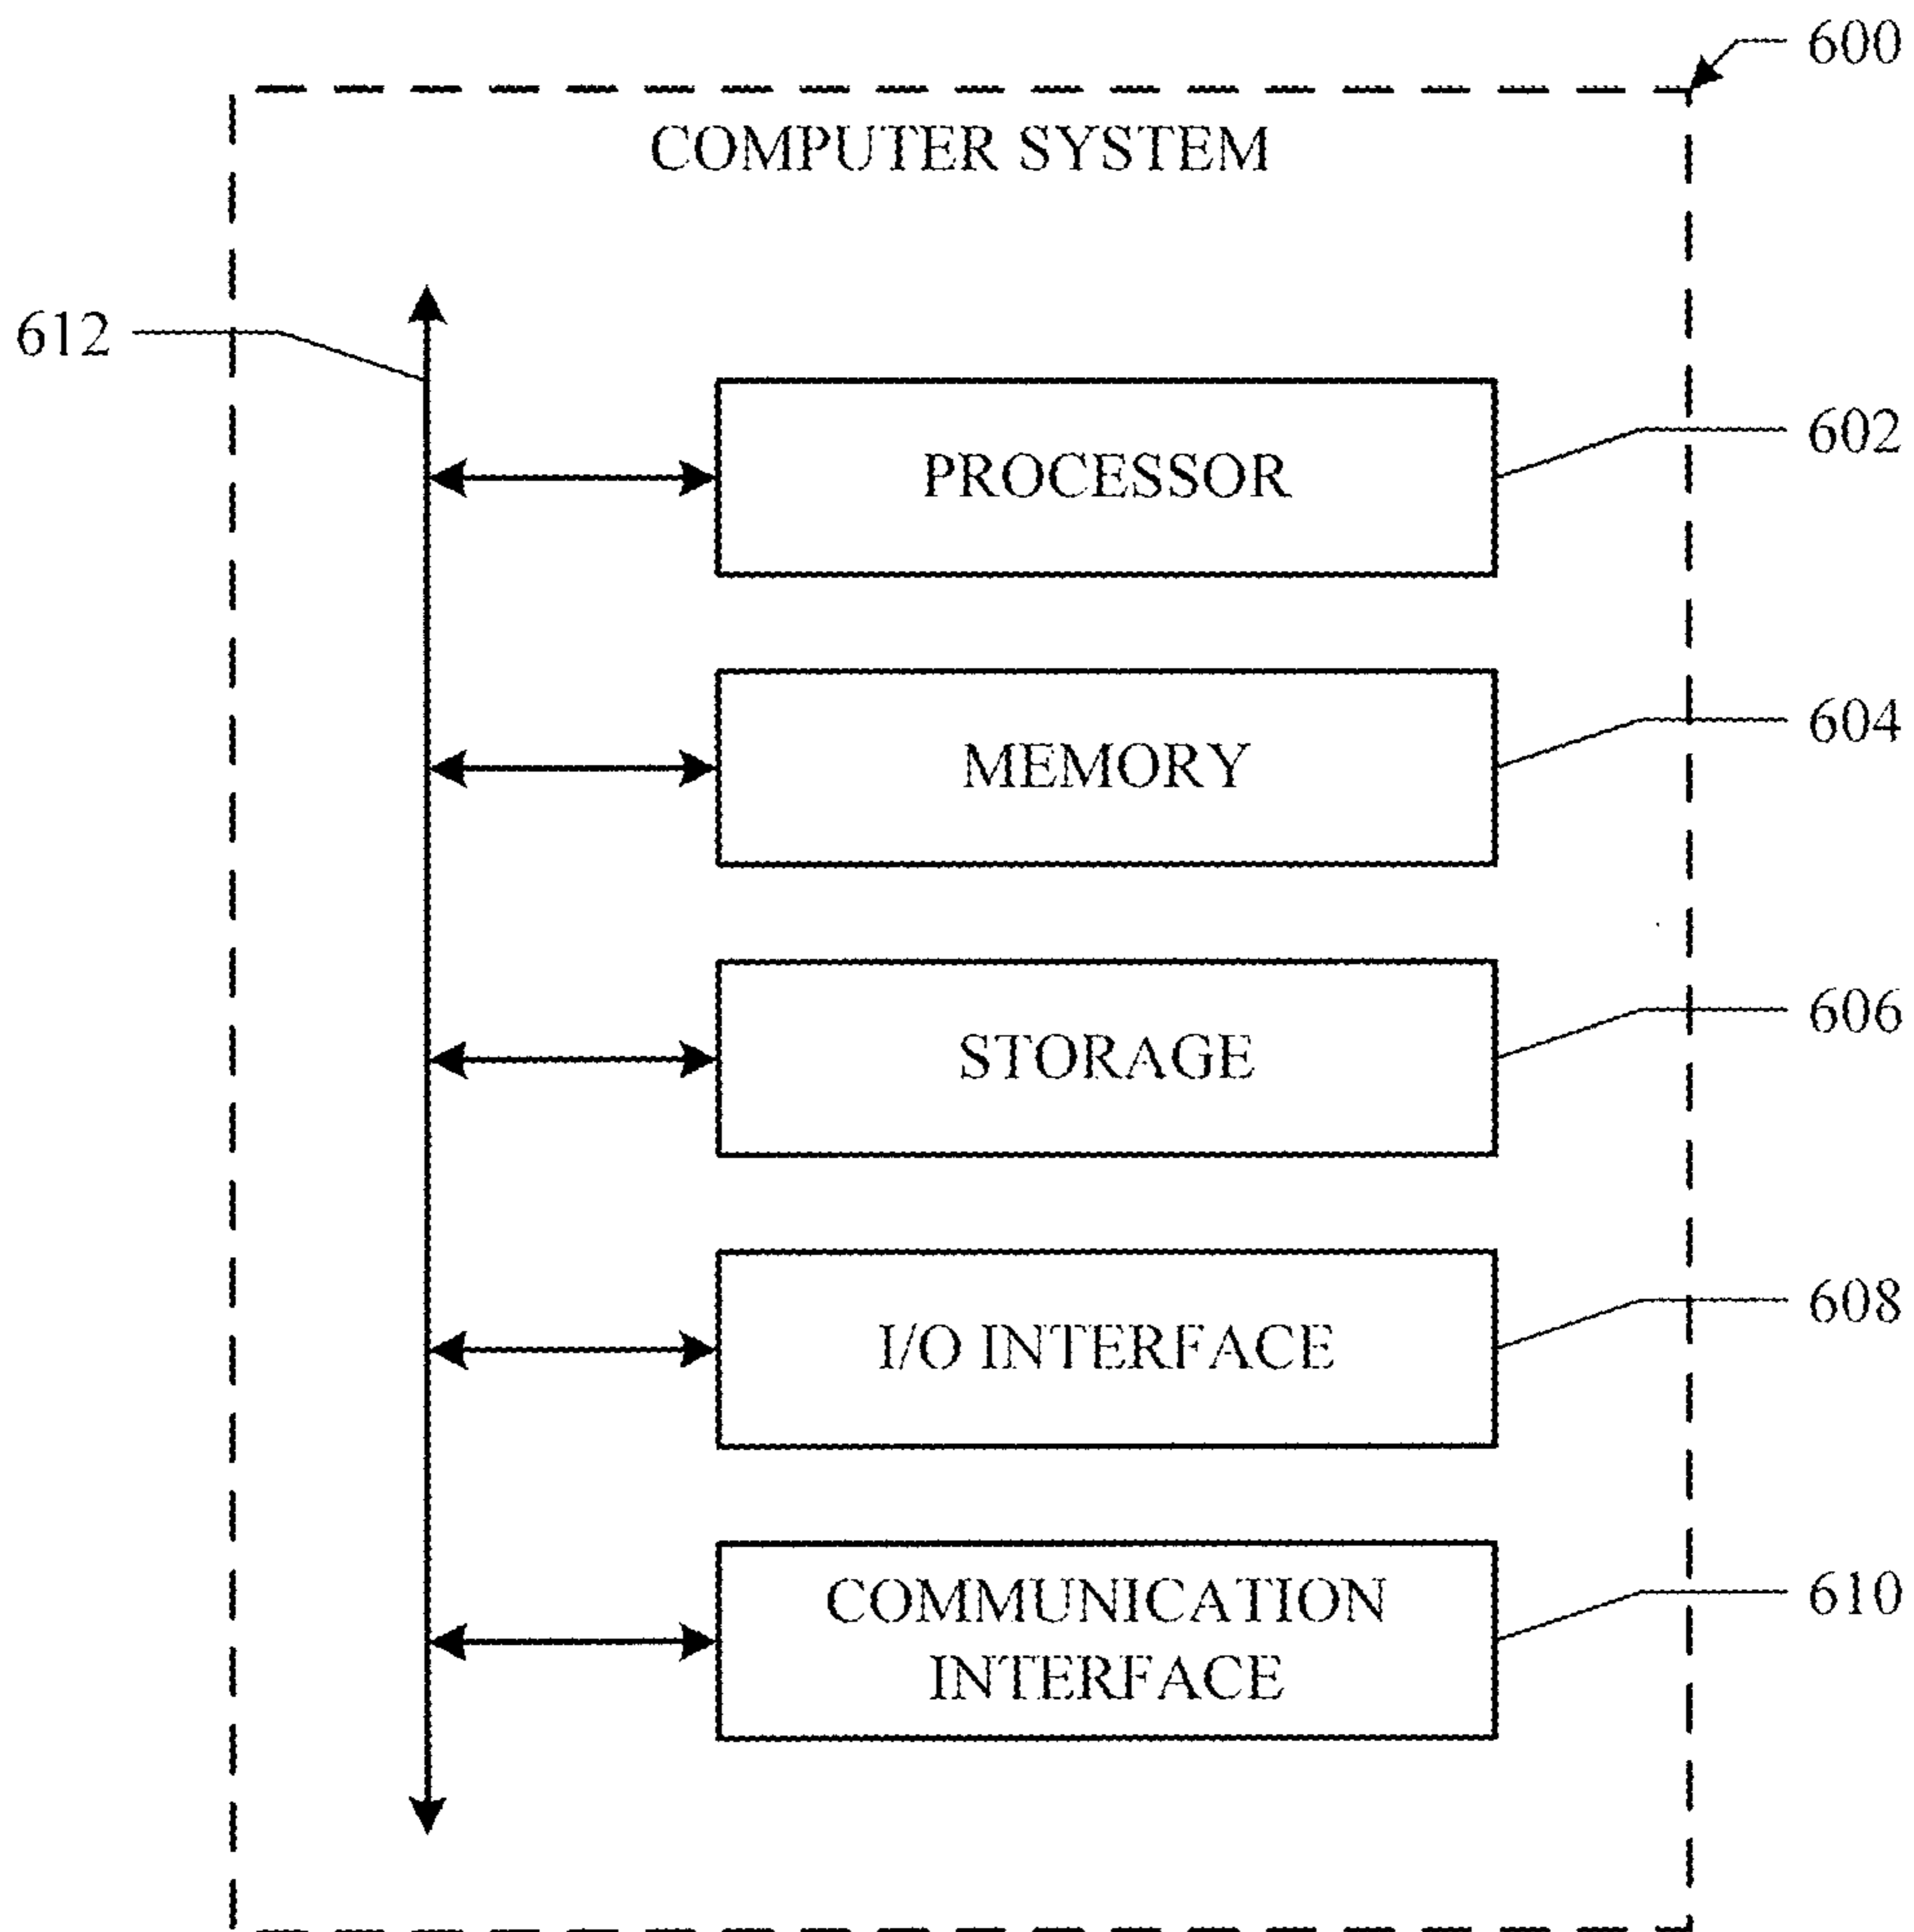 600
COMPUTER SYSTEM
612
PROCESSOR
602
MEMORY
604
STORAGE
606
I/O INTERFACE
608
COMMUNICATION
INTERFACE
610